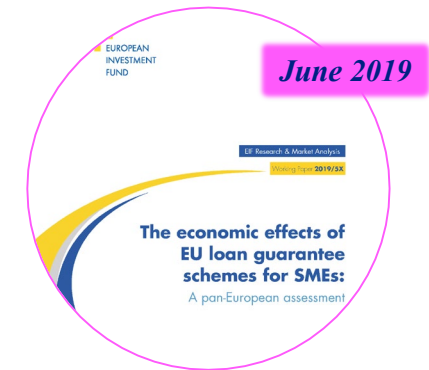 EUROPEAN
INVESTMENT
FUND
June 2019
EIF Research & Market Analysis
Working Paper 2019/5X
The economic effects of
EU loan guarantee
schemes for SMEs:
A pan-European assessment